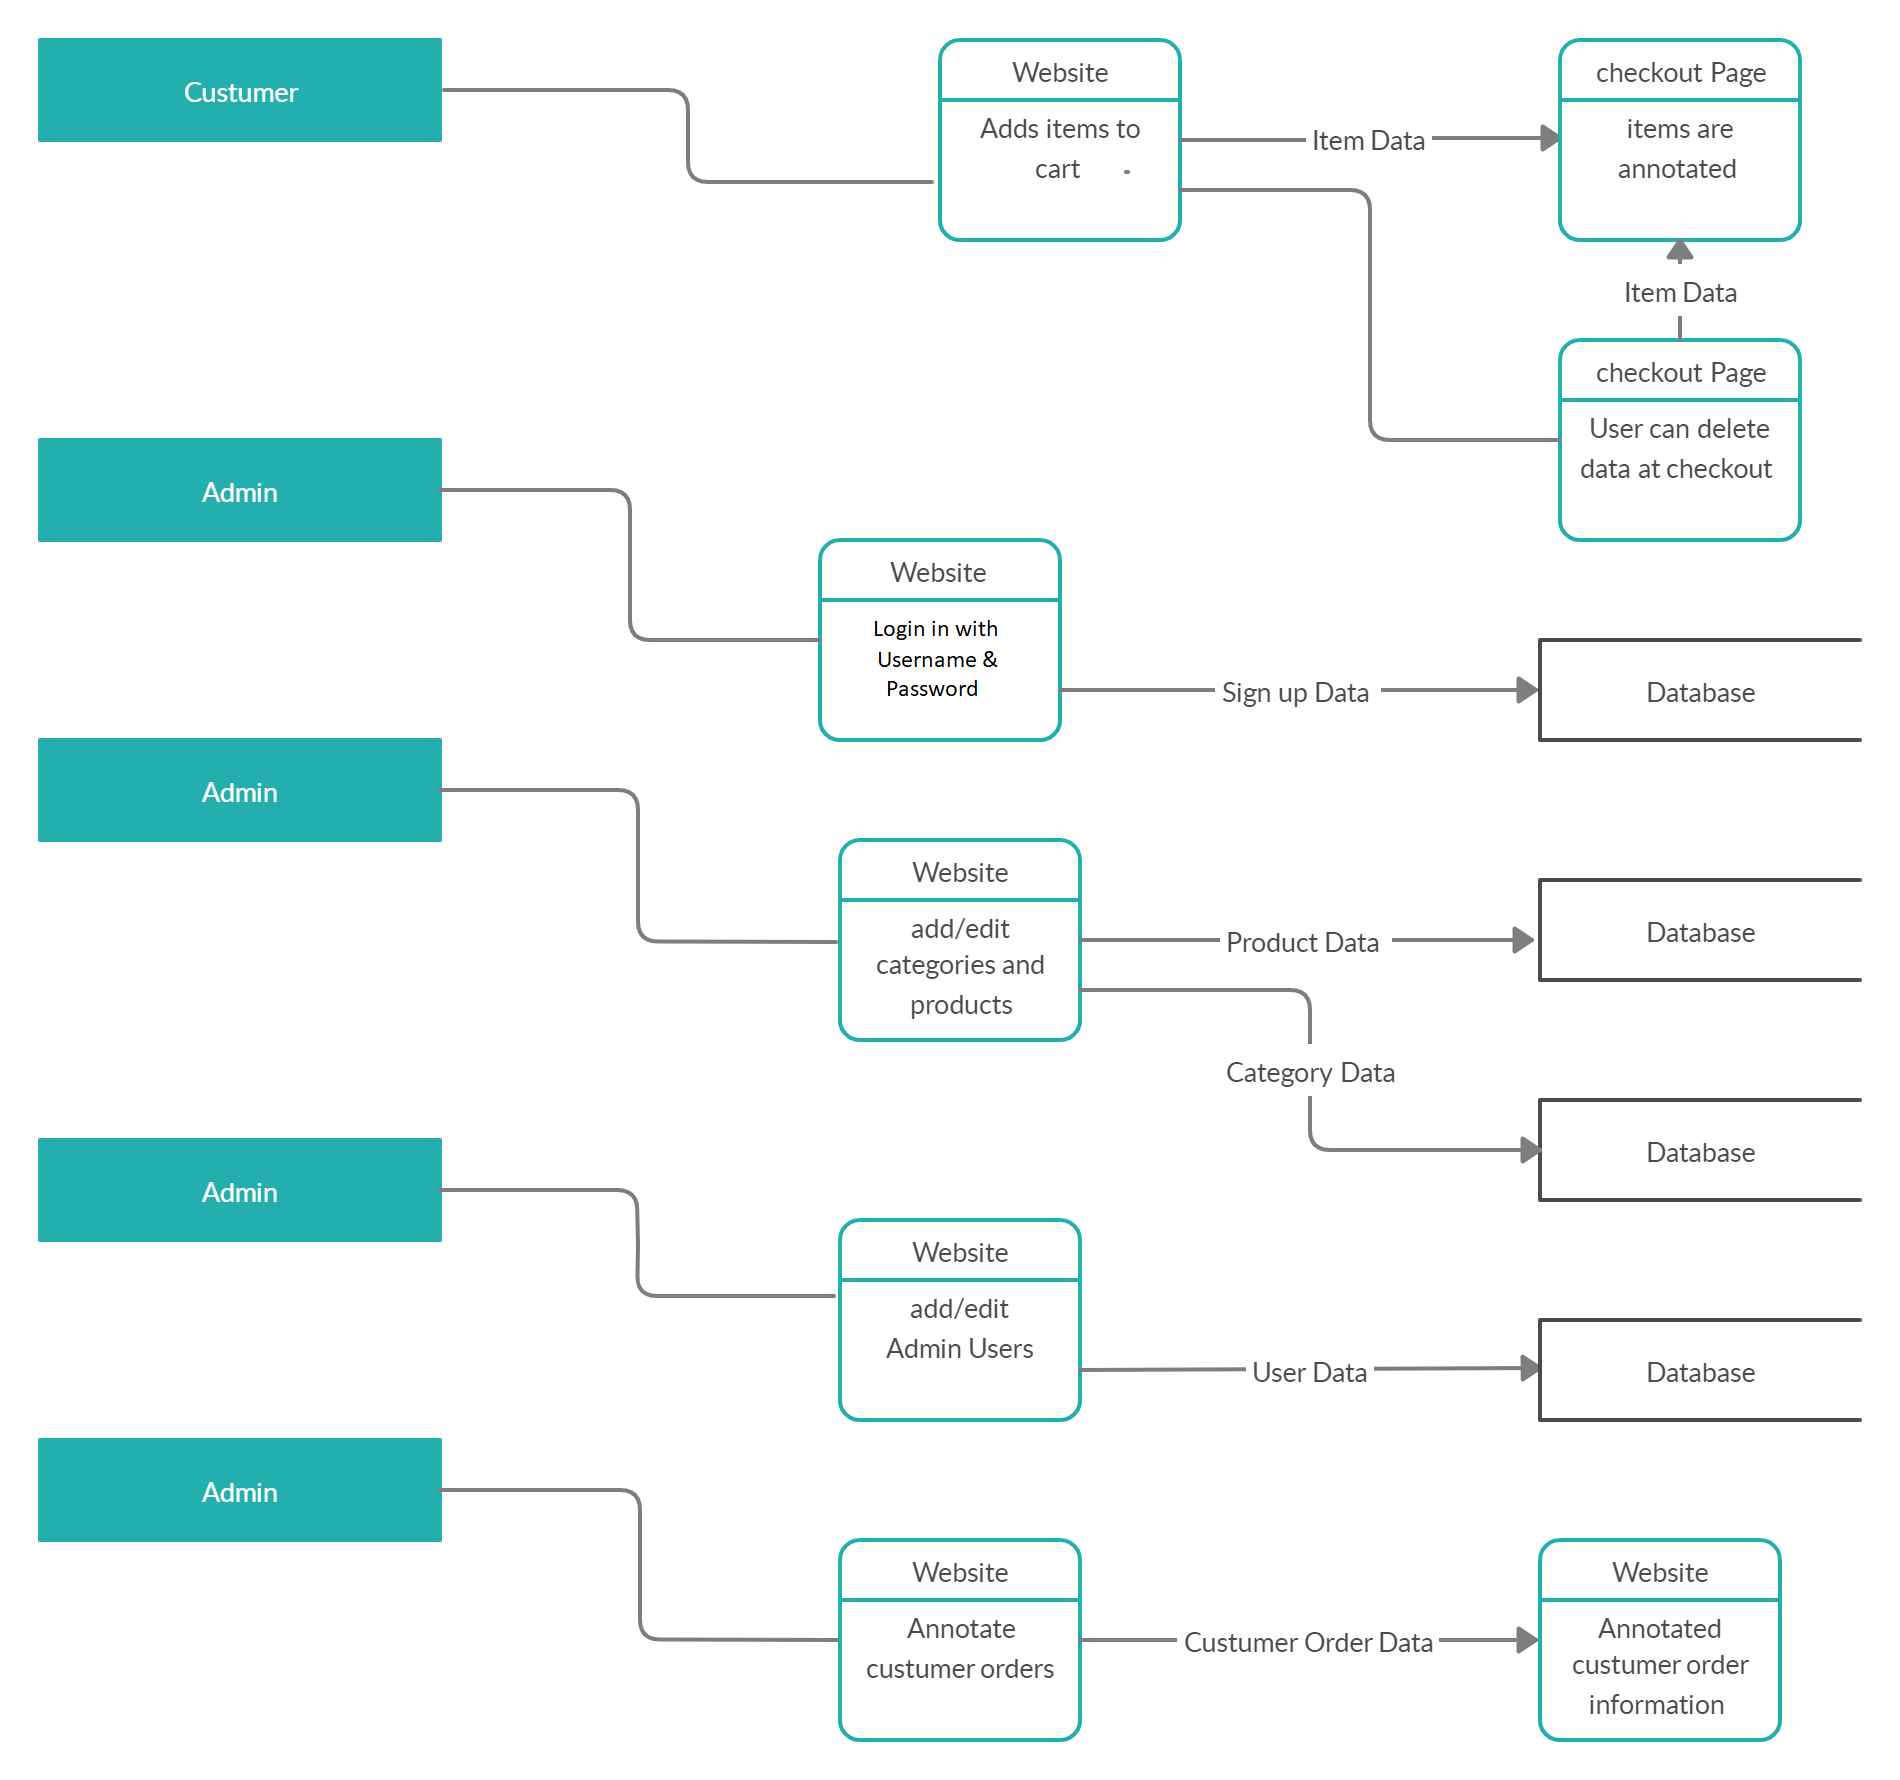 Custumer
Website
Adds items to
cart
Item Data
checkout Page
items are
annotated
Item Data
checkout Page
User can delete
data at checkout
Admin
Website
Login in with
Username &
Password
Sign up Data
Database
Admin
Website
add/edit
categories and
products
Product Data
Database
Category Data
Database
Admin
Website
add/edit
Admin Users
User Data
Database
Admin
Website
Annotate
custumer orders
Custumer Order Data
Website
Annotated
custumer order
information